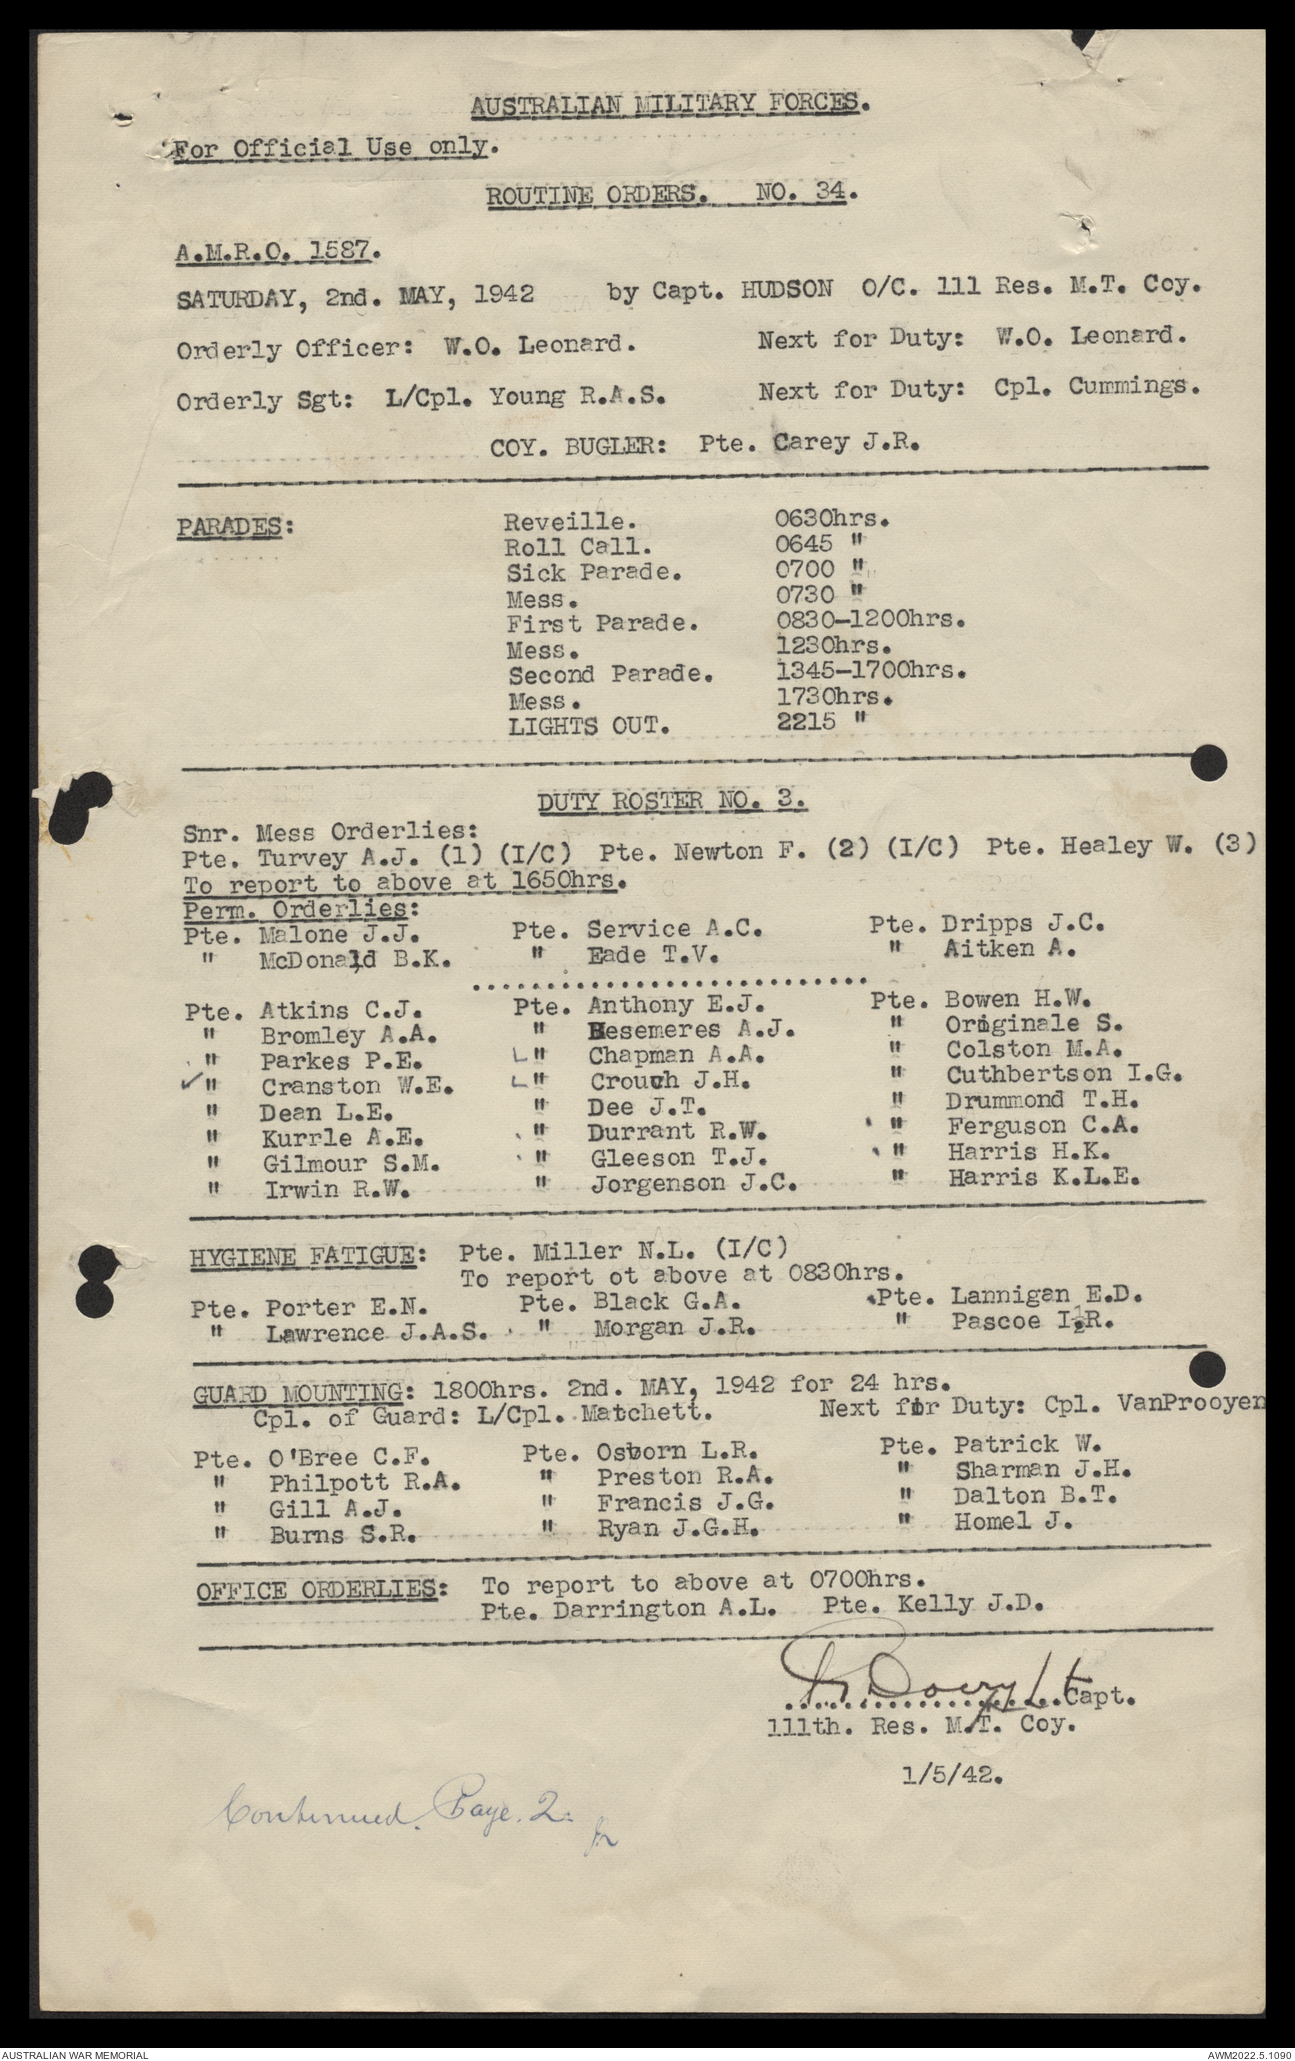 AUSTRALIAN MILITARY FORCES.
For Official Use only.
ROUTINE ORDERS. NO. 34.
A.M.R.O. 1587.
SATURDAY, 2nd. MAY, 1942 by Capt. HUDSON O/C. 111 Res. M.T. Coy.
Orderly Officer: W.O. Leonard. Next for Duty: W.O. Leonard.
Orderly Sgt: L/Cpl. Young R.A.S. Next for Duty: Cpl. Cummings.
COY. BUGLER: Pte. Carey J.R.
PARADES: Reveille. 0630hrs.
Roll Call. 0645 "
Sick Parade. 0700 "
Mess. 0730 "
First Parade. 0830-1200hrs.
Mess. 1230hrs.
Second Parade. 1345-1700hrs.
Mess. 1730hrs.
LIGHTS OUT. 2215 "
DUTY ROSTER NO. 3.
Snr. Mess Orderlies:
Pte. Turvey A.J. (1) (I/C) Pte. Newton F. (2) (I/C) Pte. Healey W. (3)
To report to above at 1650hrs.
Perm. Orderlies:
Pte. Malone J.J. Pte. Service A.C. Pte. Dripps J.C.
" McDonald B.K. " Eade T.V. " Aitken A.
...........................
Pte. Atkins C.J. Pte. Anthony E.J. Pte. Bowen H.W.
" Bromley A.A. " Besemeres A.J. " Originale S.
" Parkes P.E. " Chapman A.A. " Colston M.A.
✓" Cranston W.E. " Crouch J.H. " Cuthbertson I.G.
" Dean L.E. " Dee J.T. " Drummond T.H.
" Kurrle A.E. " Durrant R.W. " Ferguson C.A.
" Gilmour S.M. " Gleeson T.J. " Harris H.K.
" Irwin R.W. " Jorgenson J.C. " Harris K.L.E.
HYGIENE FATIGUE: Pte. Miller N.L. (I/C)
To report ot above at 0830hrs.
Pte. Porter E.N. Pte. Black G.A. Pte. Lannigan E.D.
" Lawrence J.A.S. " Morgan J.R. " Pascoe I.R.
GUARD MOUNTING: 1800hrs. 2nd. MAY, 1942 for 24 hrs.
Cpl. of Guard: L/Cpl. Matchett. Next for Duty: Cpl. VanProoyen
Pte. O'Bree C.F. Pte. Osborn L.R. Pte. Patrick W.
" Philpott R.A. " Preston R.A. " Sharman J.H.
" Gill A.J. " Francis J.G. " Dalton B.T.
" Burns S.R. " Ryan J.G.H. " Homel J.
OFFICE ORDERLIES: To report to above at 0700hrs.
Pte. Darrington A.L. Pte. Kelly J.D.
Lt
...................Capt.
111th. Res. M.T. Coy.
1/5/42.
Continued. Page. 2.
AUSTRALIAN WAR MEMORIAL
AWM2022.5.1090